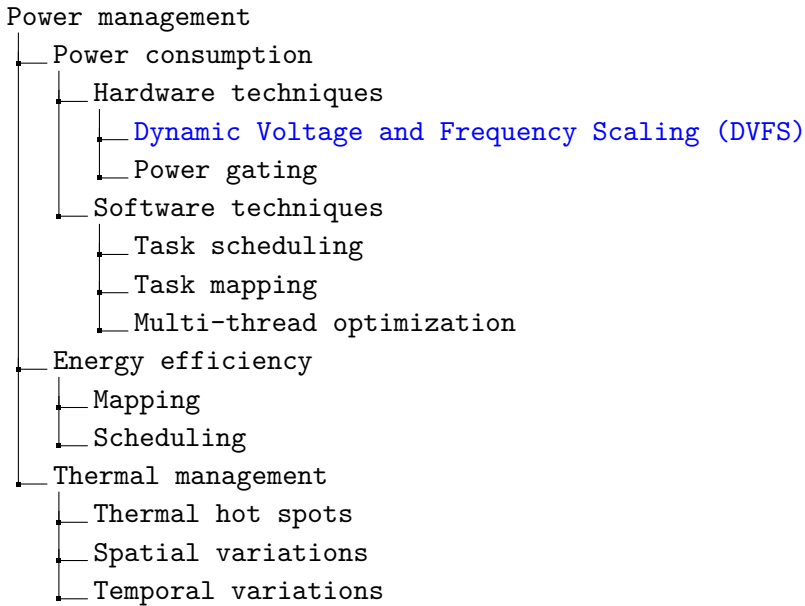 Power management
Power consumption
Hardware techniques
Dynamic Voltage and Frequency Scaling (DVFS)
Power gating
Software techniques
Task scheduling
Task mapping
Multi-thread optimization
Energy efficiency
Mapping
Scheduling
Thermal management
Thermal hot spots
Spatial variations
Temporal variations